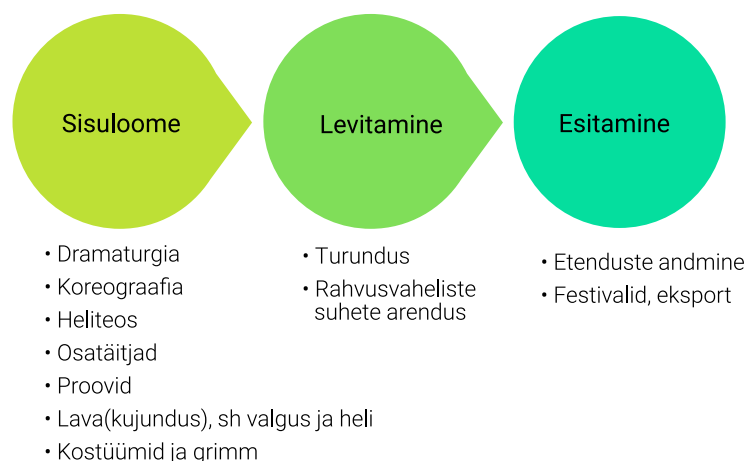 Sisuloome
• Dramaturgia
• Koreograafia
• Heliteos
• Osatäitjad
• Proovid
• Lava(kujundus), sh valgus ja heli
• Kostüümid ja grimm
Levitamine
• Turundus
• Rahvusvaheliste
suhete arendus
Esitamine
• Etenduste andmine
• Festivalid, eksport